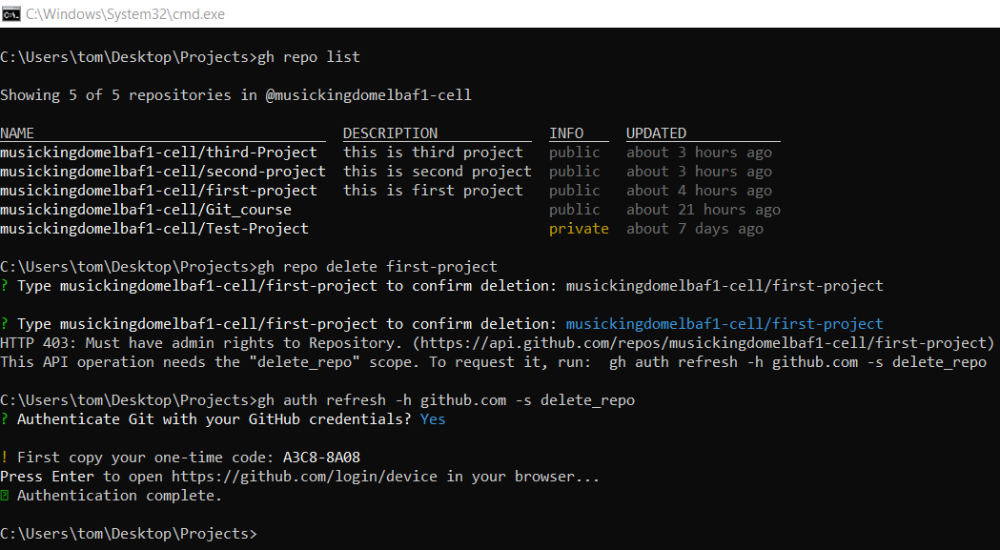 C:\Windows\System32\cmd.exe
C:\Users\tom\Desktop\Projects>gh repo list
Showing 5 of 5 repositories in @musickingdomelbaf1-cell
NAME DESCRIPTION INFO UPDATED
musickingdomelbaf1-cell/third-Project this is third project public about 3 hours ago
musickingdomelbaf1-cell/second-project this is second project public about 3 hours ago
musickingdomelbaf1-cell/first-project this is first project public about 4 hours ago
musickingdomelbaf1-cell/Git_course public about 21 hours ago
musickingdomelbaf1-cell/Test-Project private about 7 days ago
C:\Users\tom\Desktop\Projects>gh repo delete first-project
? Type musickingdomelbaf1-cell/first-project to confirm deletion: musickingdomelbaf1-cell/first-project
? Type musickingdomelbaf1-cell/first-project to confirm deletion: musickingdomelbaf1-cell/first-project
HTTP 403: Must have admin rights to Repository. (https://api.github.com/repos/musickingdomelbaf1-cell/first-project)
This API operation needs the "delete_repo" scope. To request it, run:  gh auth refresh -h github.com -s delete_repo
C:\Users\tom\Desktop\Projects>gh auth refresh -h github.com -s delete_repo
? Authenticate Git with your GitHub credentials? Yes
! First copy your one-time code: A3C8-8A08
Press Enter to open https://github.com/login/device in your browser...
⍰ Authentication complete.
C:\Users\tom\Desktop\Projects>